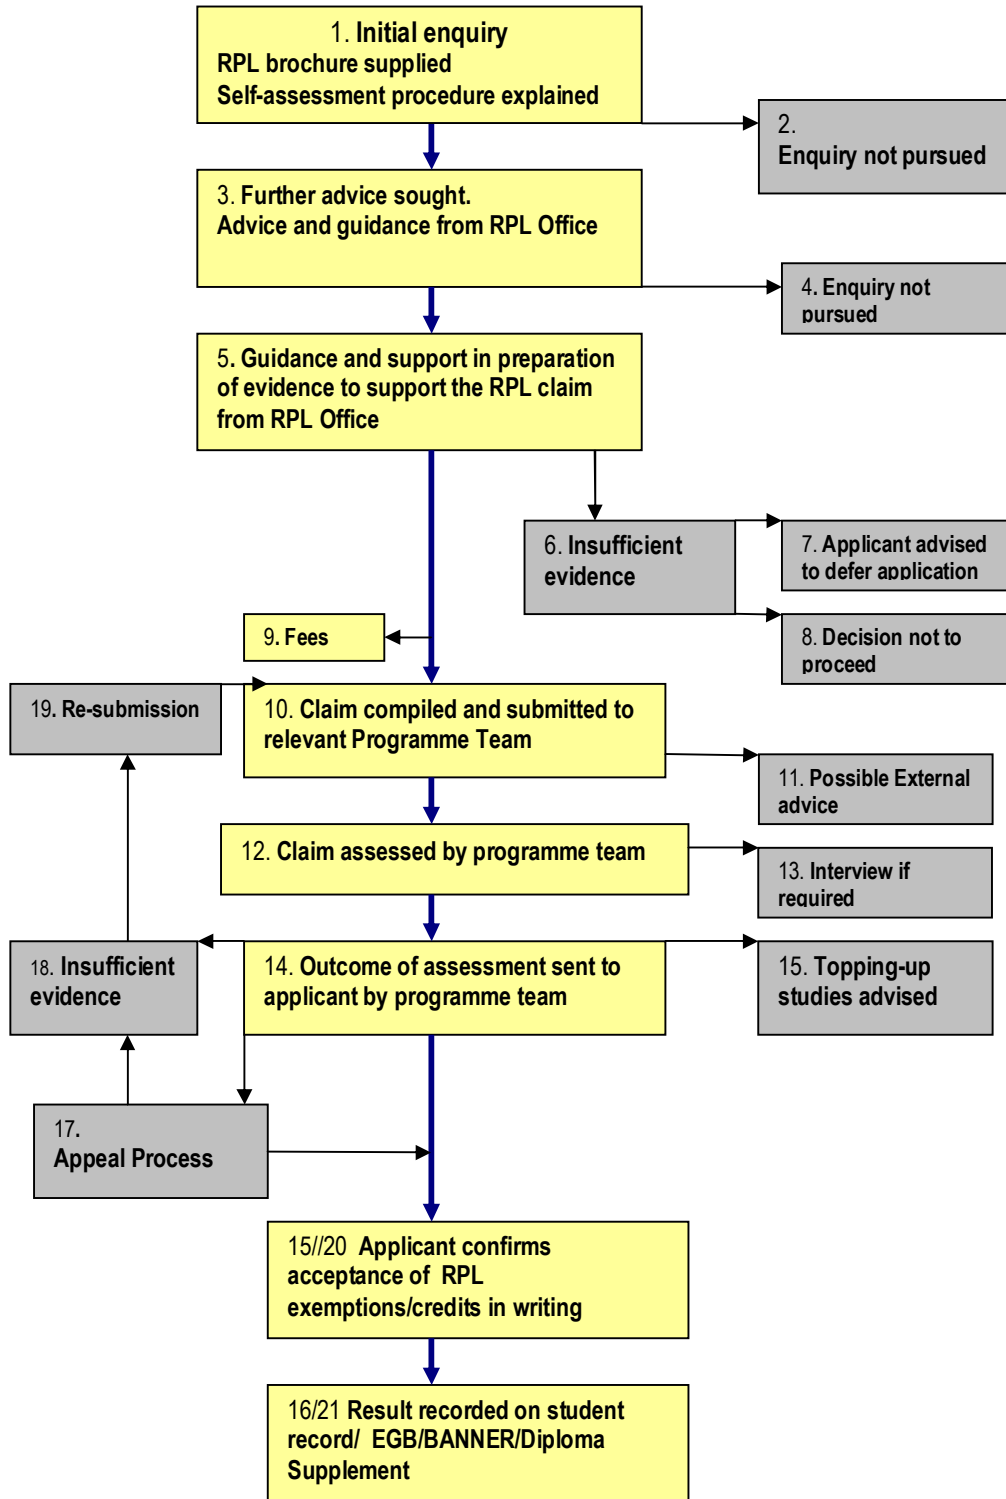 1. Initial enquiry
RPL brochure supplied
Self-assessment procedure explained
2.
Enquiry not pursued
3. Further advice sought.
Advice and guidance from RPL Office
4. Enquiry not
pursued
5. Guidance and support in preparation
of evidence to support the RPL claim
from RPL Office
6. Insufficient
evidence
7. Applicant advised
to defer application
8. Decision not to
proceed
9. Fees
10. Claim compiled and submitted to
relevant Programme Team
19. Re-submission
11. Possible External
advice
12. Claim assessed by programme team
13. Interview if
required
14. Outcome of assessment sent to
applicant by programme team
18. Insufficient
evidence
15. Topping-up
studies advised
17.
Appeal Process
15//20 Applicant confirms
acceptance of RPL
exemptions/credits in writing
16/21 Result recorded on student
record/ EGB/BANNER/Diploma
Supplement